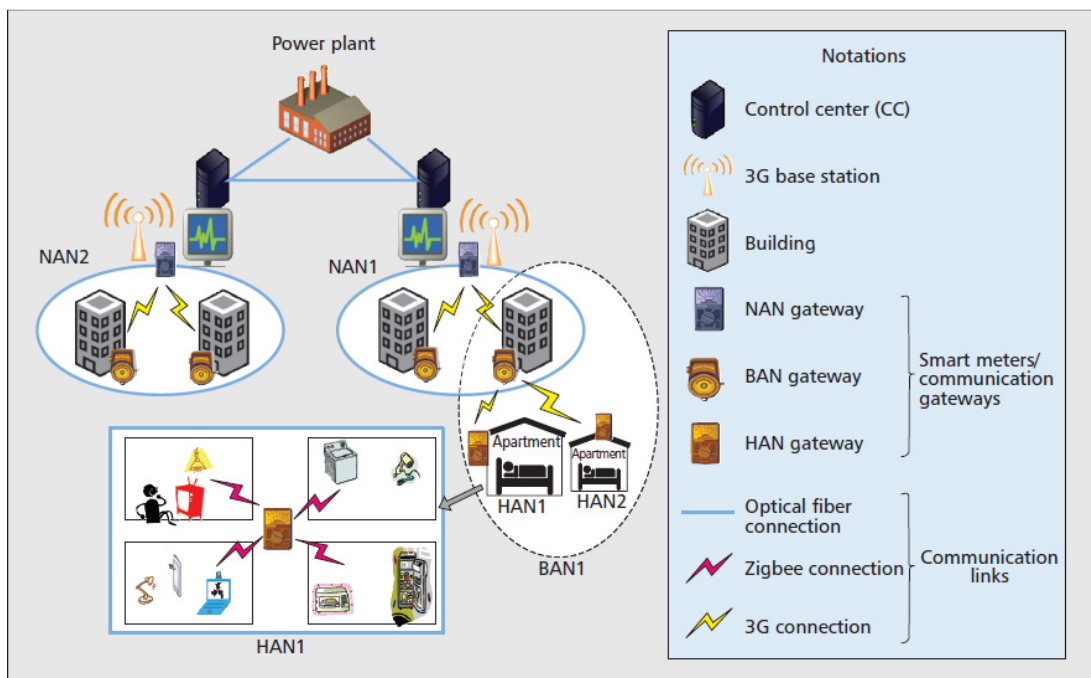 Power plant
NAN2
NAN1
Apartment
Apartment
HAN1
HAN2
BAN1
HAN1
Notations
Control center (CC)
3G base station
Building
NAN gateway
BAN gateway
HAN gateway
Smart meters/
communication
gateways
Optical fiber
connection
Zigbee connection
3G connection
Communication
links